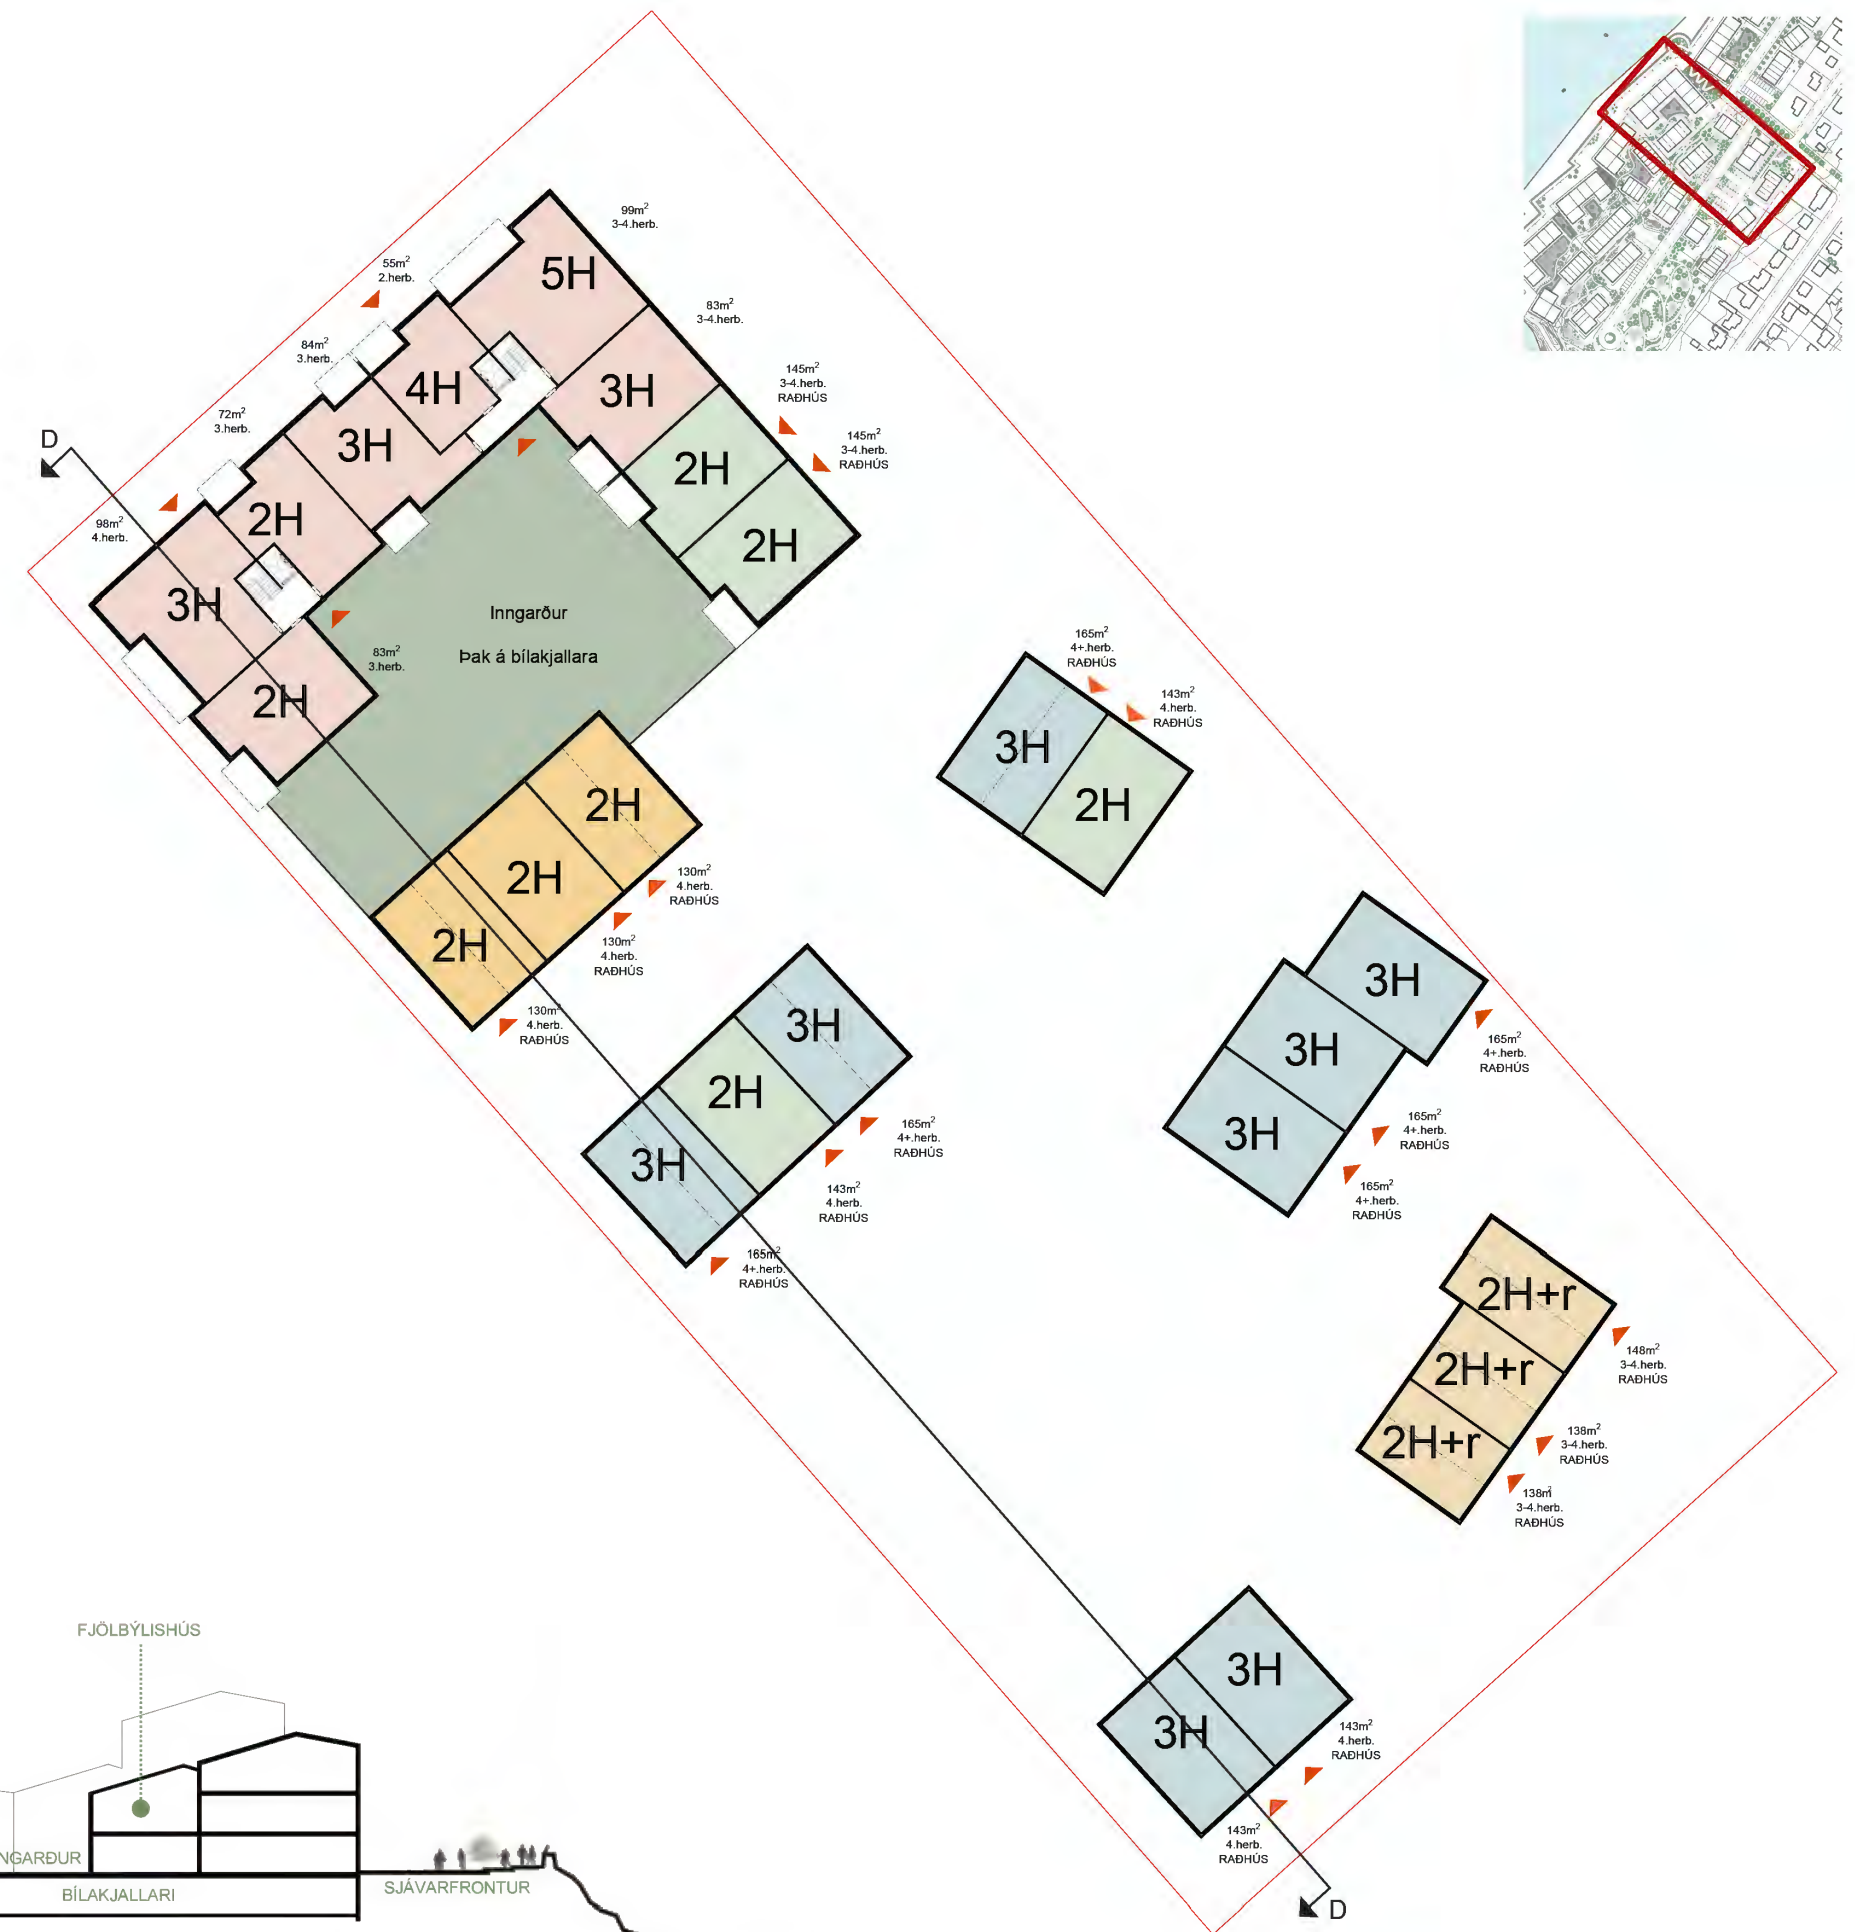 99m²
3-4.herb.
55m²
2.herb.
5H
83m²
3-4.herb.
84m²
3.herb.
4H
3H
145m²
3-4.herb.
RAÐHÚS
72m²
3.herb.
3H
145m²
3-4.herb.
RAÐHÚS
D
2H
2H
98m²
4.herb.
2H
3H
Inngarður
Þak á bílakjallara
83m²
3.herb.
2H
165m²
4+.herb.
RAÐHÚS
143m²
4.herb.
RAÐHÚS
3H
2H
2H
2H
2H
130m²
4.herb.
RAÐHÚS
130m²
4.herb.
RAÐHÚS
130m²
4.herb.
RAÐHÚS
3H
3H
3H
165m²
4+.herb.
RAÐHÚS
165m²
4+.herb.
RAÐHÚS
165m²
4+.herb.
RAÐHÚS
3H
2H
3H
165m²
4+.herb.
RAÐHÚS
143m²
4.herb.
RAÐHÚS
165m²
4+.herb.
RAÐHÚS
2H+r
2H+r
2H+r
148m²
3-4.herb.
RAÐHÚS
138m²
3-4.herb.
RAÐHÚS
138m²
3-4.herb.
RAÐHÚS
3H
3H
143m²
4.herb.
RAÐHÚS
143m²
4.herb.
RAÐHÚS
D
FJÖLBÝLISHÚS
NGARÐUR
BÍLAKJALLARI
SJÁVARFRONTUR